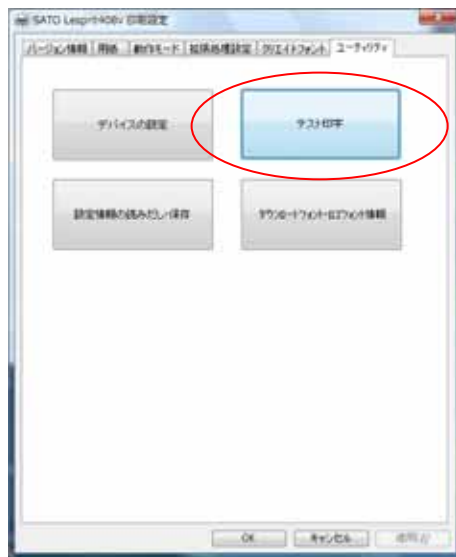 SATO Lesprit408v 印刷設定
バージョン情報 用紙 動作モード 拡張処理設定 クリエイトフォント ユーティリティ
デバイスの設定 テスト印字
設定情報の読みだし・保存 ダウンロードフォント・ロゴフォント情報
OK キャンセル 適用(A)